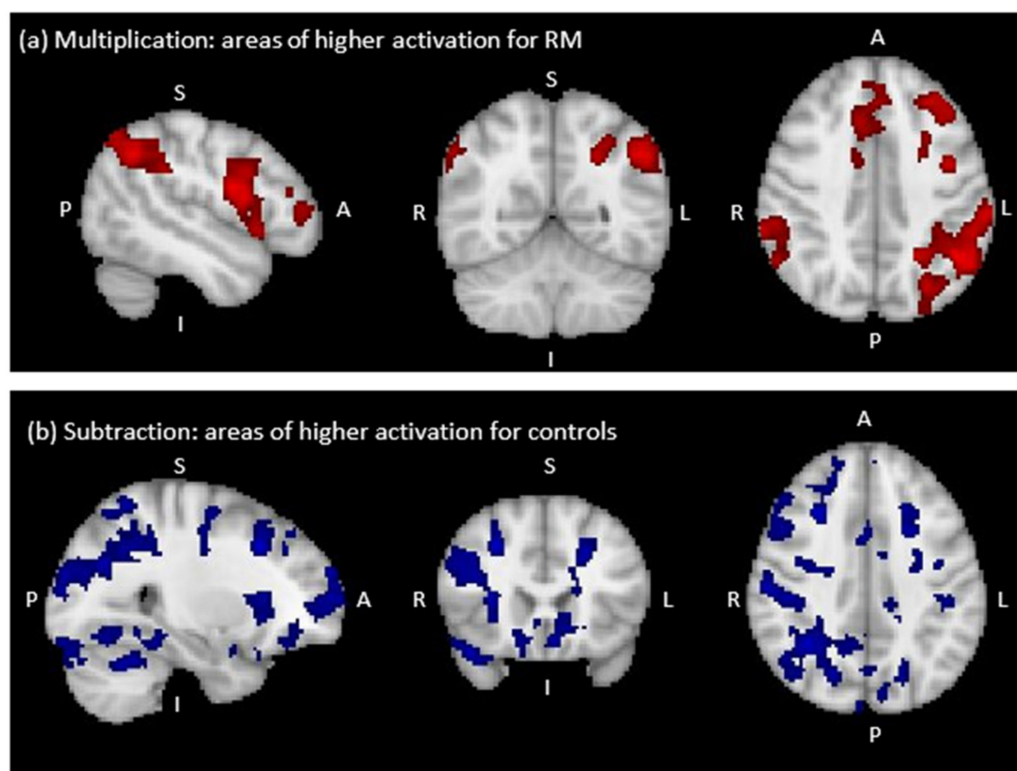 (a) Multiplication: areas of higher activation for RM
A
S
S
P
A
R
L
R
L
I
I
P
(b) Subtraction: areas of higher activation for controls
A
S
S
P
A
R
L
R
L
I
I
P